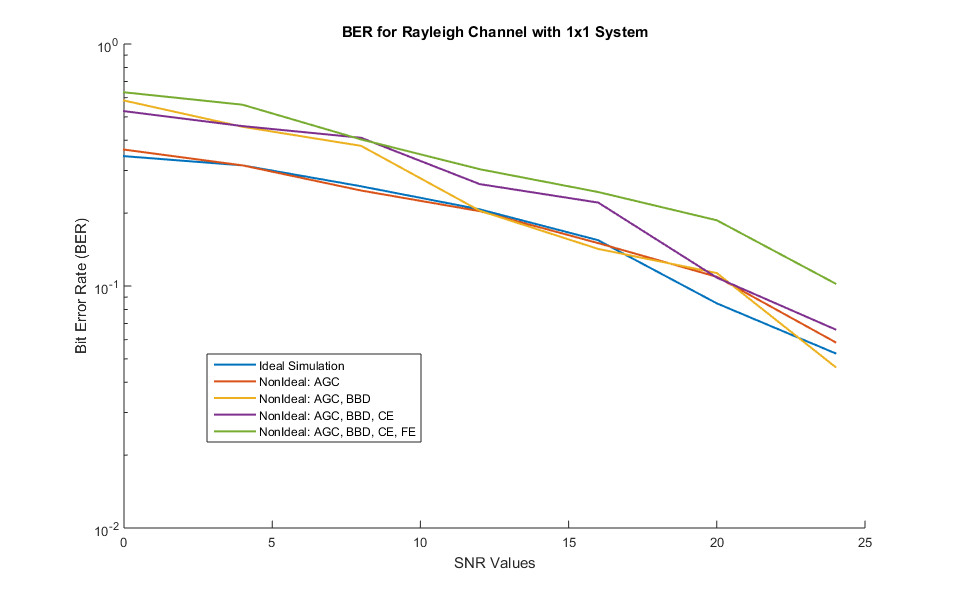 BER for Rayleigh Channel with 1x1 System
10^0
10^-1
10^-2
Bit Error Rate (BER)
Ideal Simulation
NonIdeal: AGC
NonIdeal: AGC, BBD
NonIdeal: AGC, BBD, CE
NonIdeal: AGC, BBD, CE, FE
0 5 10 15 20 25
SNR Values